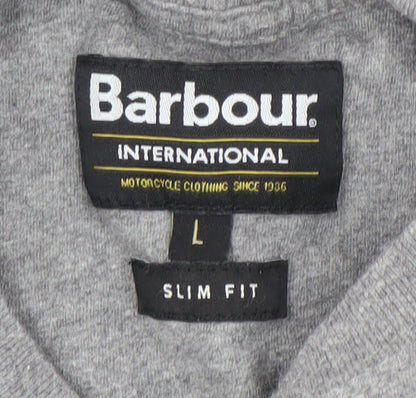 Barbour
INTERNATIONAL
MOTORCYCLE CLOTHING SINCE 1936
L
SLIM FIT